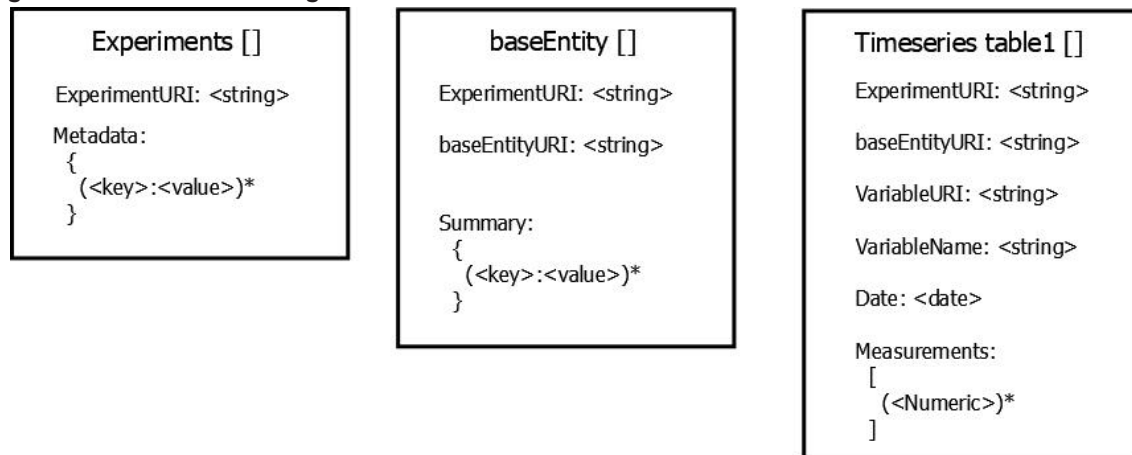 Experiments []
ExperimentURI: <string>
Metadata:
{
(<key>:<value>)*
}
baseEntity []
ExperimentURI: <string>
baseEntityURI: <string>
Summary:
{
(<key>:<value>)*
}
Timeseries table1 []
ExperimentURI: <string>
baseEntityURI: <string>
VariableURI: <string>
VariableName: <string>
Date: <date>
Measurements:
[
(<Numeric>)*
]